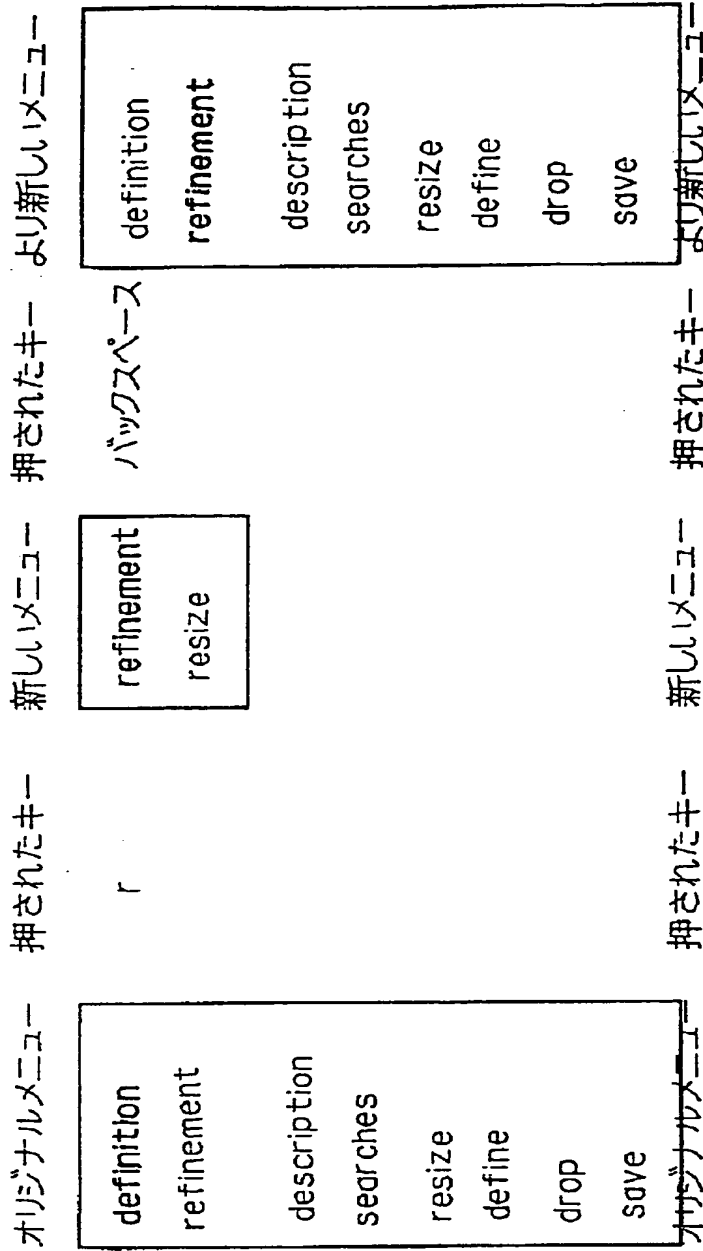 オリジナルメニュー 押されたキー 新しいメニュー 押されたキー より新しいメニュー
definition r refinement バックスペース definition
refinement resize refinement
description description
searches searches
resize resize
define define
drop drop
save save
オリジナルメニュー 押されたキー 新しいメニュー 押されたキー より新しいメニュー